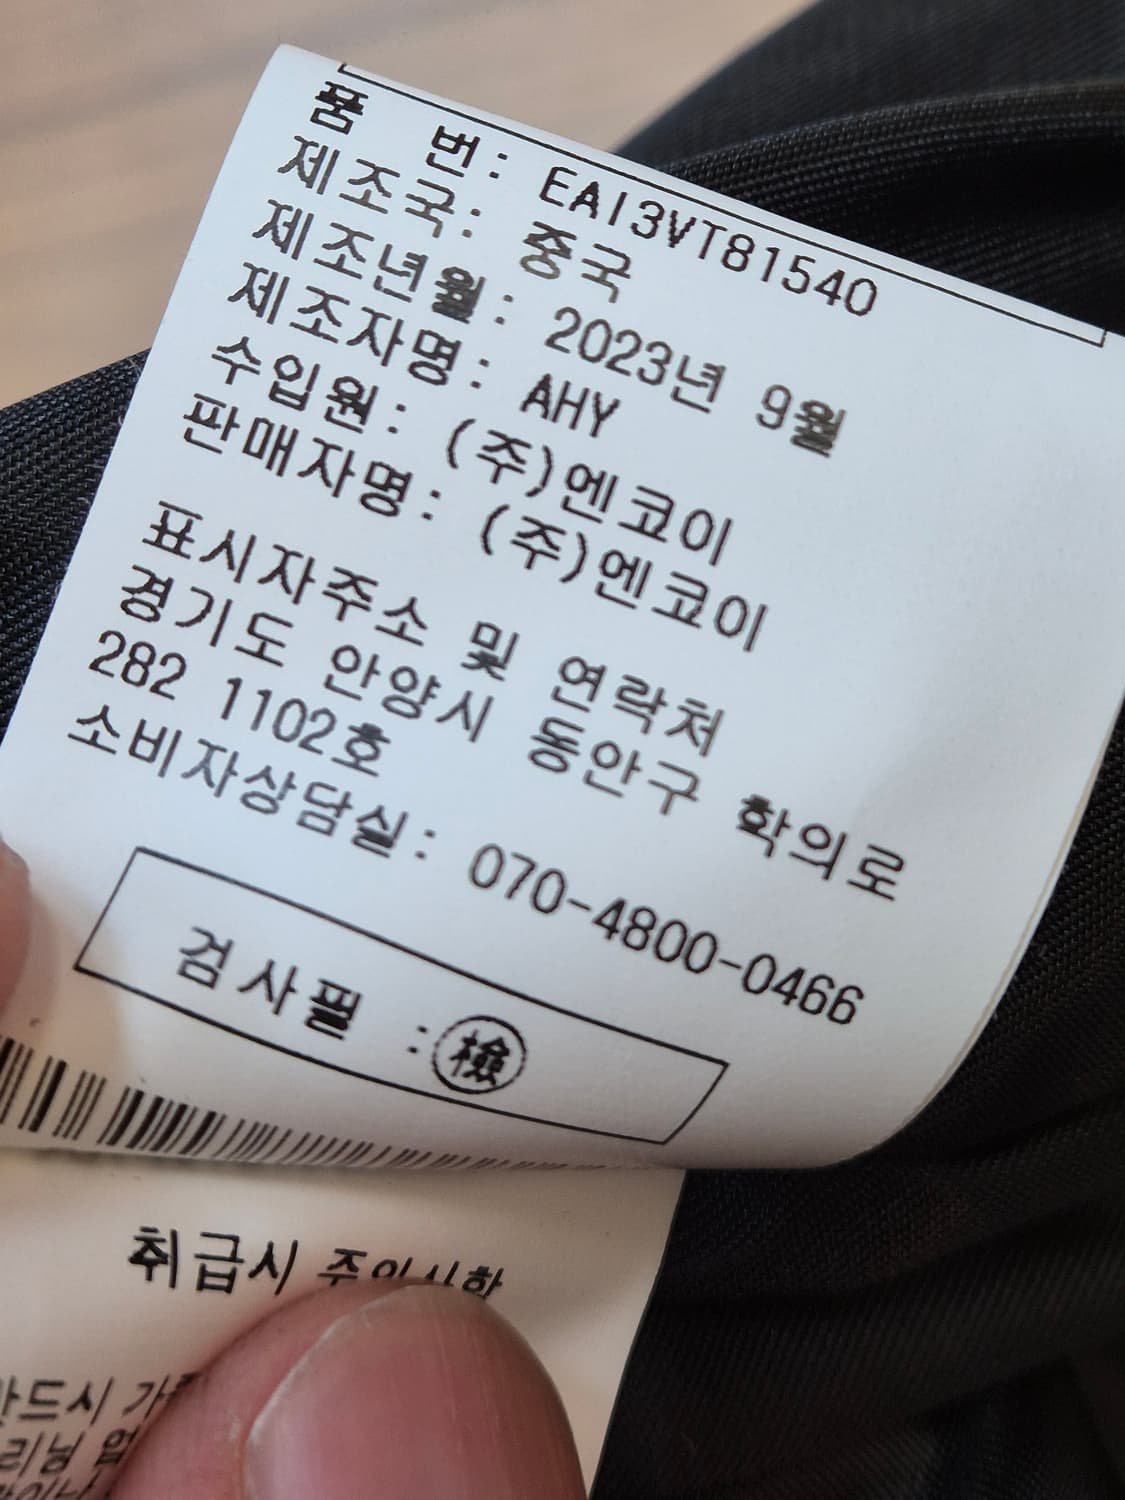 품 번: EAI3VT81540
제조국: 중국
제조년월: 2023년 9월
제조자명: AHY
수입원: (주)엔코이
판매자명: (주)엔코이
표시자주소 및 연락처
경기도 안양시 동안구 학의로
282 1102호
소비자상담실: 070-4800-0466
검사필 :檢
취급시 주의사항